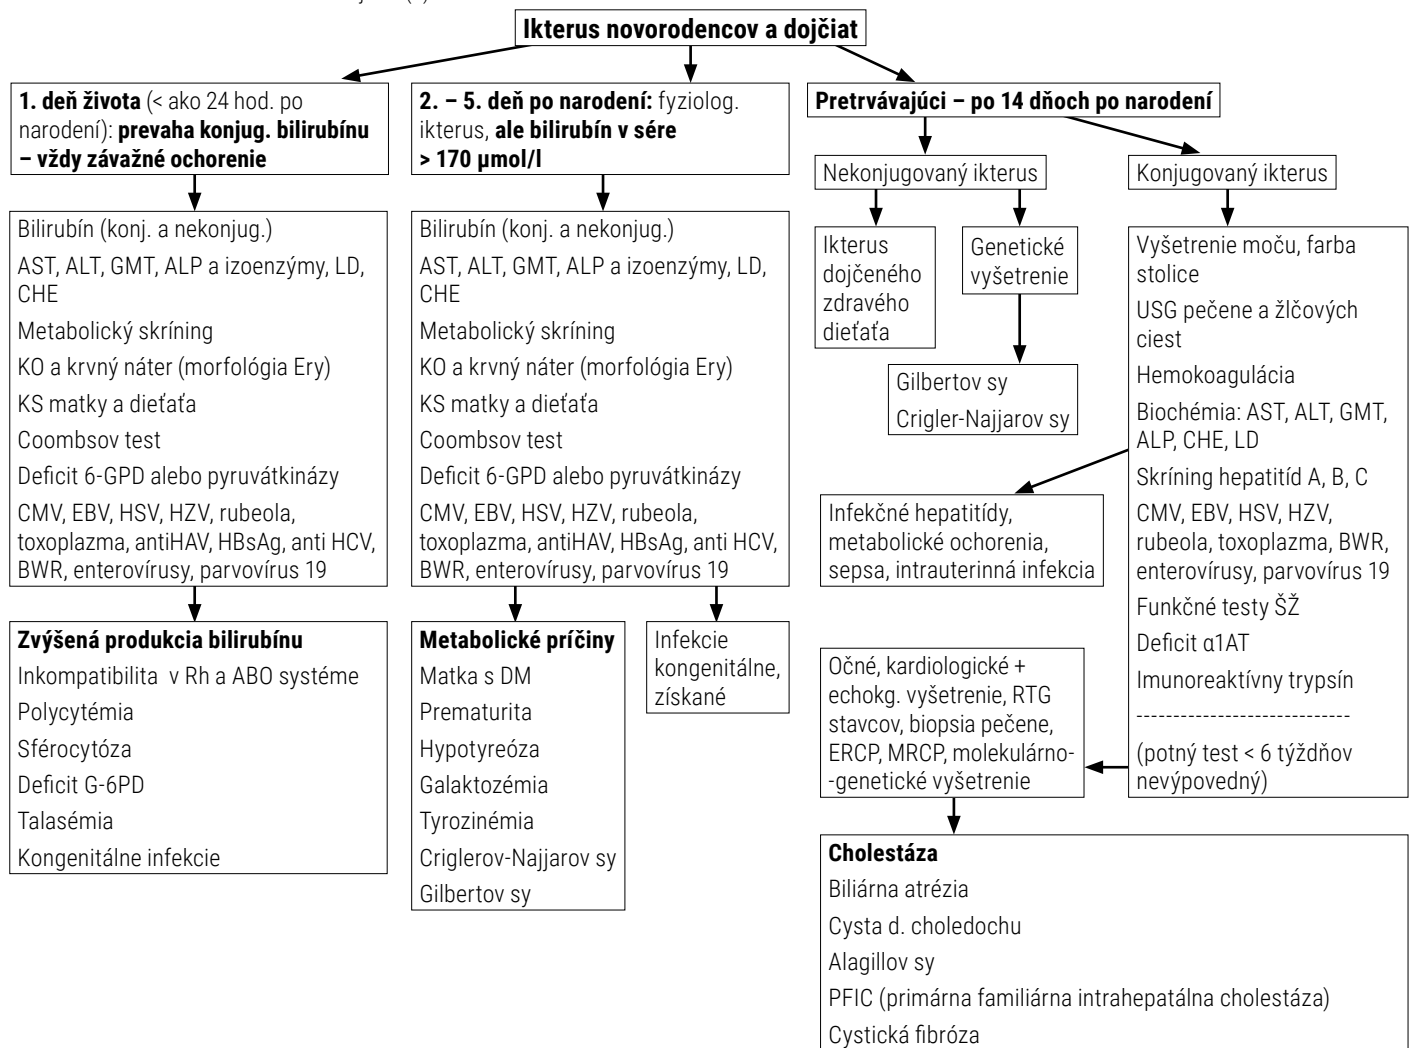 Ikterus novorodencov a dojčiat
1. deň života (< ako 24 hod. po
narodení): prevaha konjug. bilirubínu
– vždy závažné ochorenie
2. – 5. deň po narodení: fyziolog.
ikterus, ale bilirubín v sére
> 170 µmol/l
Pretrvávajúci – po 14 dňoch po narodení
Bilirubín (konj. a nekonjug.)
AST, ALT, GMT, ALP a izoenzýmy, LD,
CHE
Metabolický skríning
KO a krvný náter (morfológia Ery)
KS matky a dieťaťa
Coombsov test
Deficit 6-GPD alebo pyruvátkinázy
CMV, EBV, HSV, HZV, rubeola,
toxoplazma, antiHAV, HBsAg, anti HCV,
BWR, enterovírusy, parvovírus 19
Bilirubín (konj. a nekonjug.)
AST, ALT, GMT, ALP a izoenzýmy, LD,
CHE
Metabolický skríning
KO a krvný náter (morfológia Ery)
KS matky a dieťaťa
Coombsov test
Deficit 6-GPD alebo pyruvátkinázy
CMV, EBV, HSV, HZV, rubeola,
toxoplazma, antiHAV, HBsAg, anti HCV,
BWR, enterovírusy, parvovírus 19
Nekonjugovaný ikterus
Konjugovaný ikterus
Ikterus
dojčeného
zdravého
dieťaťa
Genetické
vyšetrenie
Gilbertov sy
Crigler-Najjarov sy
Vyšetrenie moču, farba
stolice
USG pečene a žlčových
ciest
Hemokoagulácia
Biochémia: AST, ALT, GMT,
ALP, CHE, LD
Skríning hepatitíd A, B, C
CMV, EBV, HSV, HZV,
rubeola, toxoplazma, BWR,
enterovírusy, parvovírus 19
Funkčné testy ŠŽ
Deficit α1AT
Imunoreaktívny trypsín
-----------------------------
(potný test < 6 týždňov
nevýpovedný)
Infekčné hepatitídy,
metabolické ochorenia,
sepsa, intrauterinná infekcia
Zvýšená produkcia bilirubínu
Inkompatibilita v Rh a ABO systéme
Polycytémia
Sférocytóza
Deficit G-6PD
Talasémia
Kongenitálne infekcie
Metabolické príčiny
Matka s DM
Prematurita
Hypotyreóza
Galaktozémia
Tyrozinémia
Criglerov-Najjarov sy
Gilbertov sy
Infekcie
kongenitálne,
získané
Očné, kardiologické +
echokg. vyšetrenie, RTG
stavcov, biopsia pečene,
ERCP, MRCP, molekulárno-
-genetické vyšetrenie
Cholestáza
Biliárna atrézia
Cysta d. choledochu
Alagillov sy
PFIC (primárna familiárna intrahepatálna cholestáza)
Cystická fibróza